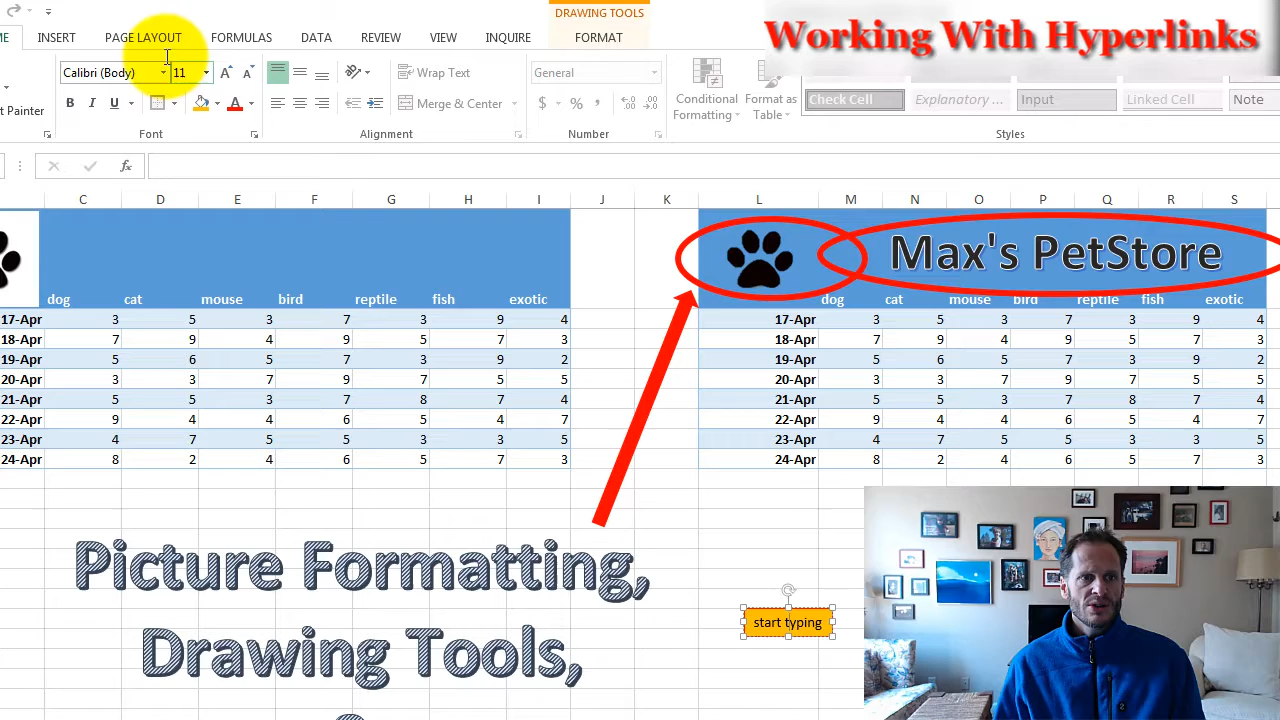 DRAWING TOOLS
Working With Hyperlinks
INSERT PAGE LAYOUT FORMULAS DATA REVIEW VIEW INQUIRE FORMAT
Calibri (Body) 11 Wrap Text General
Painter Merge & Center $ % Conditional Formatting Format as Table Check Cell Explanatory ... Input Linked Cell Note
Font Alignment Number Styles
fx
C D E F G H I J K L M N O P Q R S
Max's PetStore
dog cat mouse bird reptile fish exotic dog cat mouse bird reptile fish exotic
17-Apr 3 5 3 7 3 9 4 17-Apr 3 5 3 7 3 9 4
18-Apr 7 9 4 9 5 7 3 18-Apr 7 9 4 9 5 7 3
19-Apr 5 6 5 7 3 9 2 19-Apr 5 6 5 7 3 9 2
20-Apr 3 3 7 9 7 5 5 20-Apr 3 3 7 9 7 5 5
21-Apr 5 5 3 7 8 7 4 21-Apr 5 5 3 7 8 7 4
22-Apr 9 4 4 6 5 4 7 22-Apr 9 4 4 6 5 4 7
23-Apr 4 7 5 5 3 3 5 23-Apr 4 7 5 5 3 3 5
24-Apr 8 2 4 6 5 7 3 24-Apr 8 2 4 6 5 7 3
Picture Formatting,
start typing
Drawing Tools,